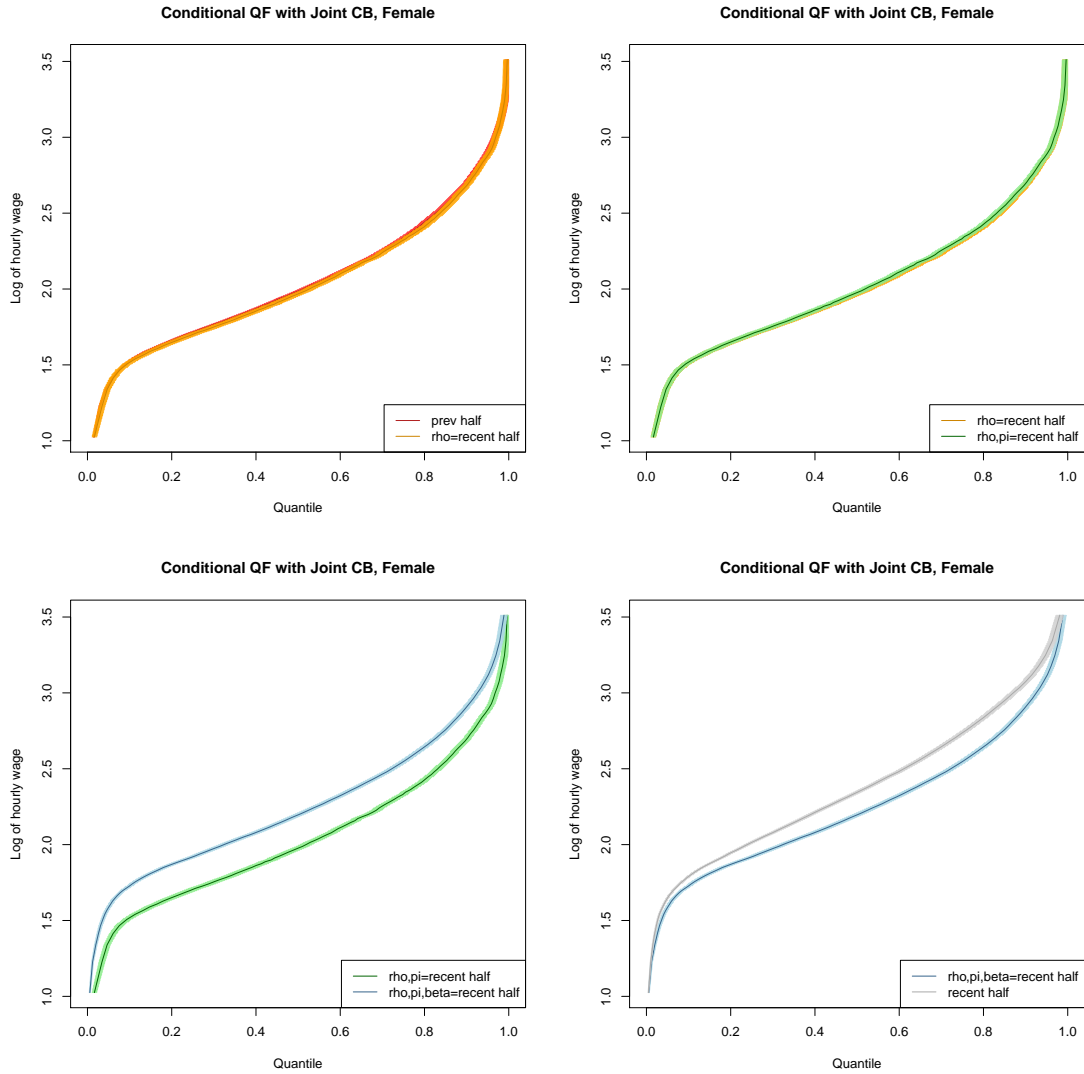 Conditional QF with Joint CB, Female
Log of hourly wage
3.5
3.0
2.5
2.0
1.5
1.0
prev half
rho=recent half
0.0 0.2 0.4 0.6 0.8 1.0
Quantile
Conditional QF with Joint CB, Female
Log of hourly wage
3.5
3.0
2.5
2.0
1.5
1.0
rho=recent half
rho,pi=recent half
0.0 0.2 0.4 0.6 0.8 1.0
Quantile
Conditional QF with Joint CB, Female
Log of hourly wage
3.5
3.0
2.5
2.0
1.5
1.0
rho,pi=recent half
rho,pi,beta=recent half
0.0 0.2 0.4 0.6 0.8 1.0
Quantile
Conditional QF with Joint CB, Female
Log of hourly wage
3.5
3.0
2.5
2.0
1.5
1.0
rho,pi,beta=recent half
recent half
0.0 0.2 0.4 0.6 0.8 1.0
Quantile